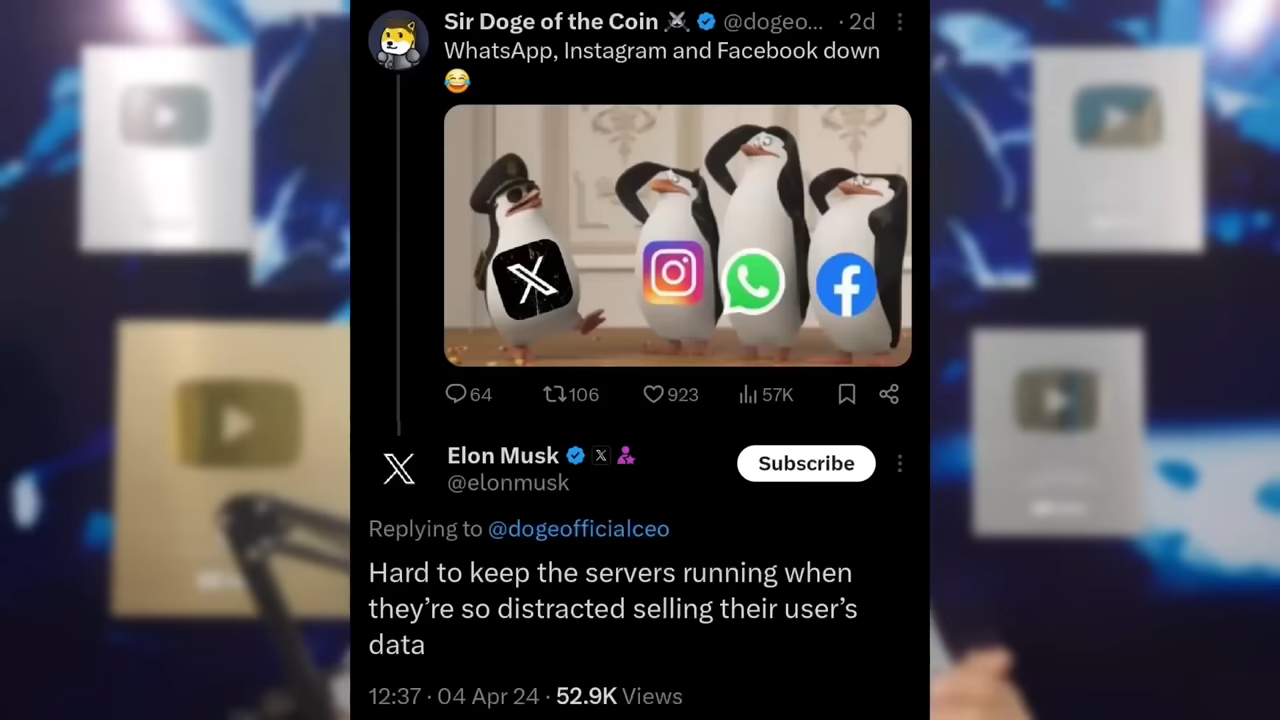 Sir Doge of the Coin @dogeo... · 2d
WhatsApp, Instagram and Facebook down
😂
64 106 923 57K
Elon Musk
@elonmusk
Subscribe
Replying to @dogeofficialceo
Hard to keep the servers running when
they’re so distracted selling their user’s
data
12:37 · 04 Apr 24 · 52.9K Views